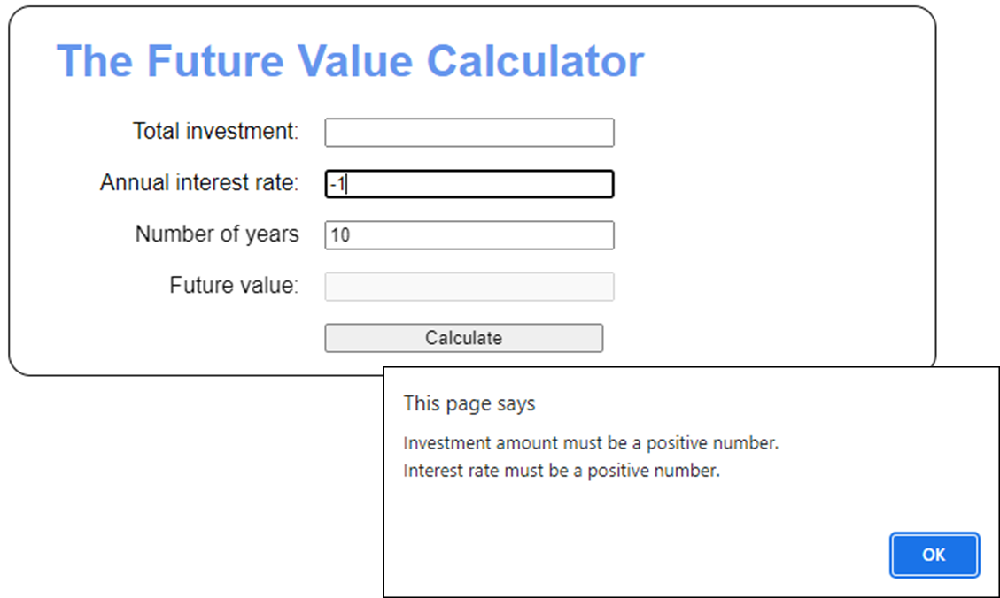 The Future Value Calculator
Total investment:
Annual interest rate: -1
Number of years 10
Future value:
Calculate
This page says
Investment amount must be a positive number.
Interest rate must be a positive number.
OK